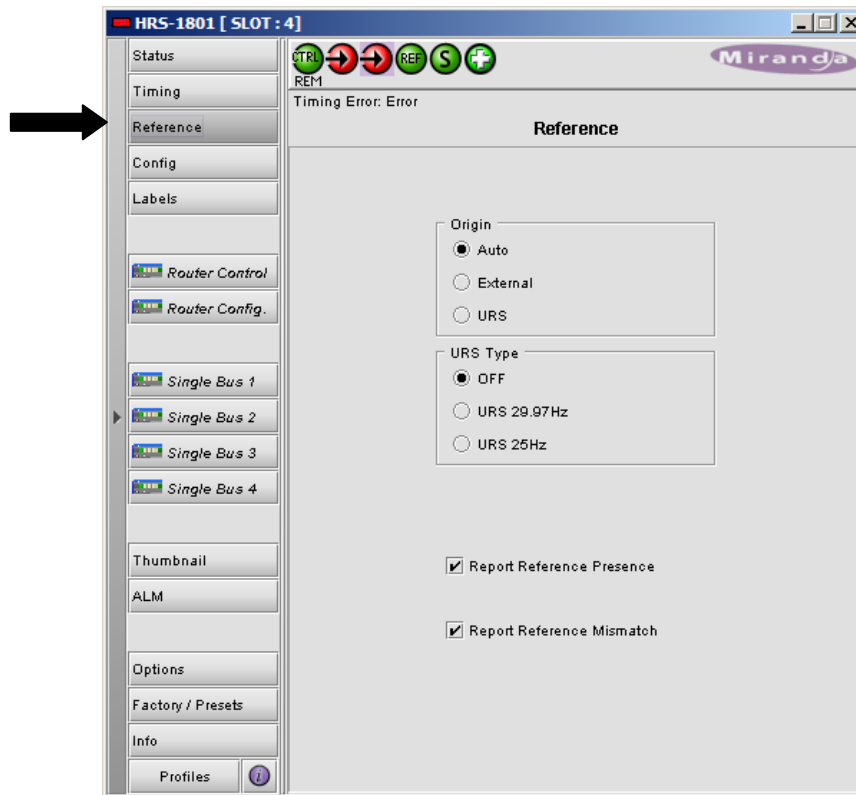 HRS-1801 [ SLOT : 4]
Status
Timing
Reference
Config
Labels
Router Control
Router Config.
Single Bus 1
Single Bus 2
Single Bus 3
Single Bus 4
Thumbnail
ALM
Options
Factory / Presets
Info
Profiles
i
CTRL
REF
S
REM
Miranda
Timing Error: Error
Reference
Origin
Auto
External
URS
URS Type
OFF
URS 29.97Hz
URS 25Hz
Report Reference Presence
Report Reference Mismatch